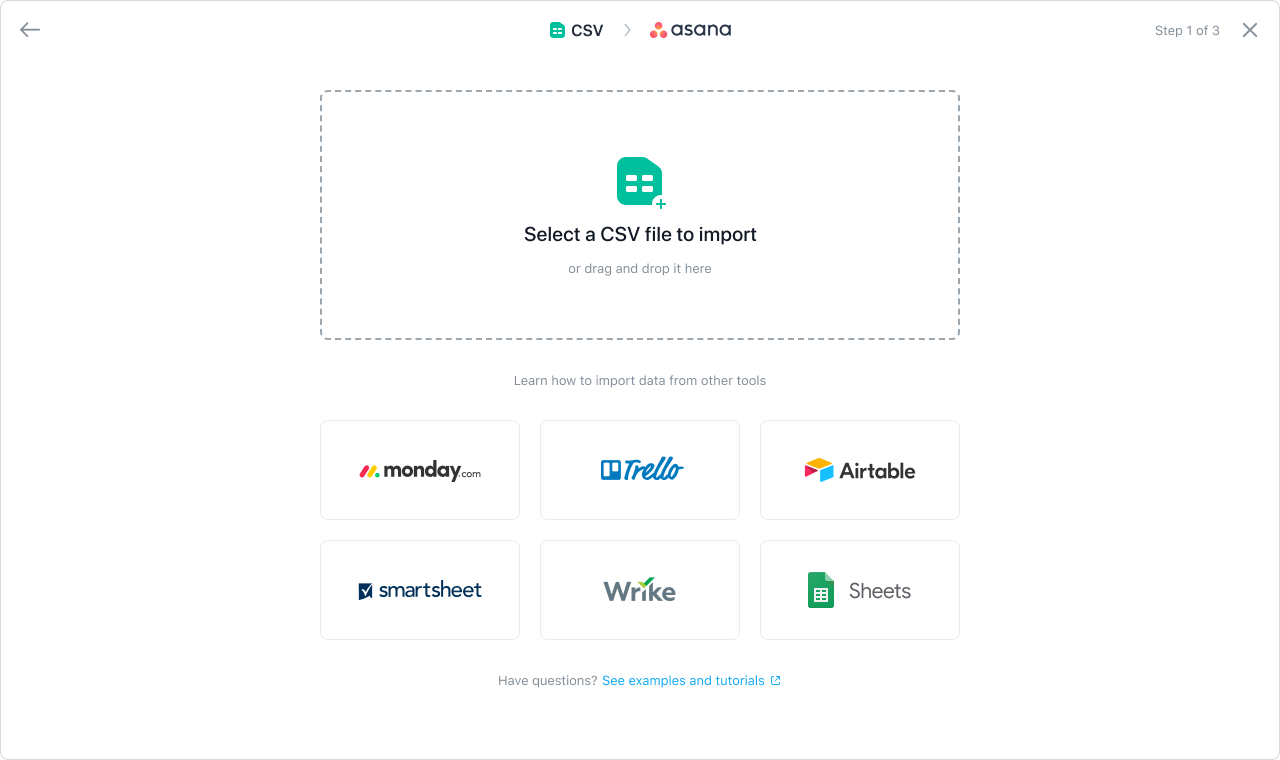 CSV asana
Step 1 of 3
Select a CSV file to import
or drag and drop it here
Learn how to import data from other tools
monday.com
Trello
Airtable
smartsheet
Wrike
Sheets
Have questions? See examples and tutorials